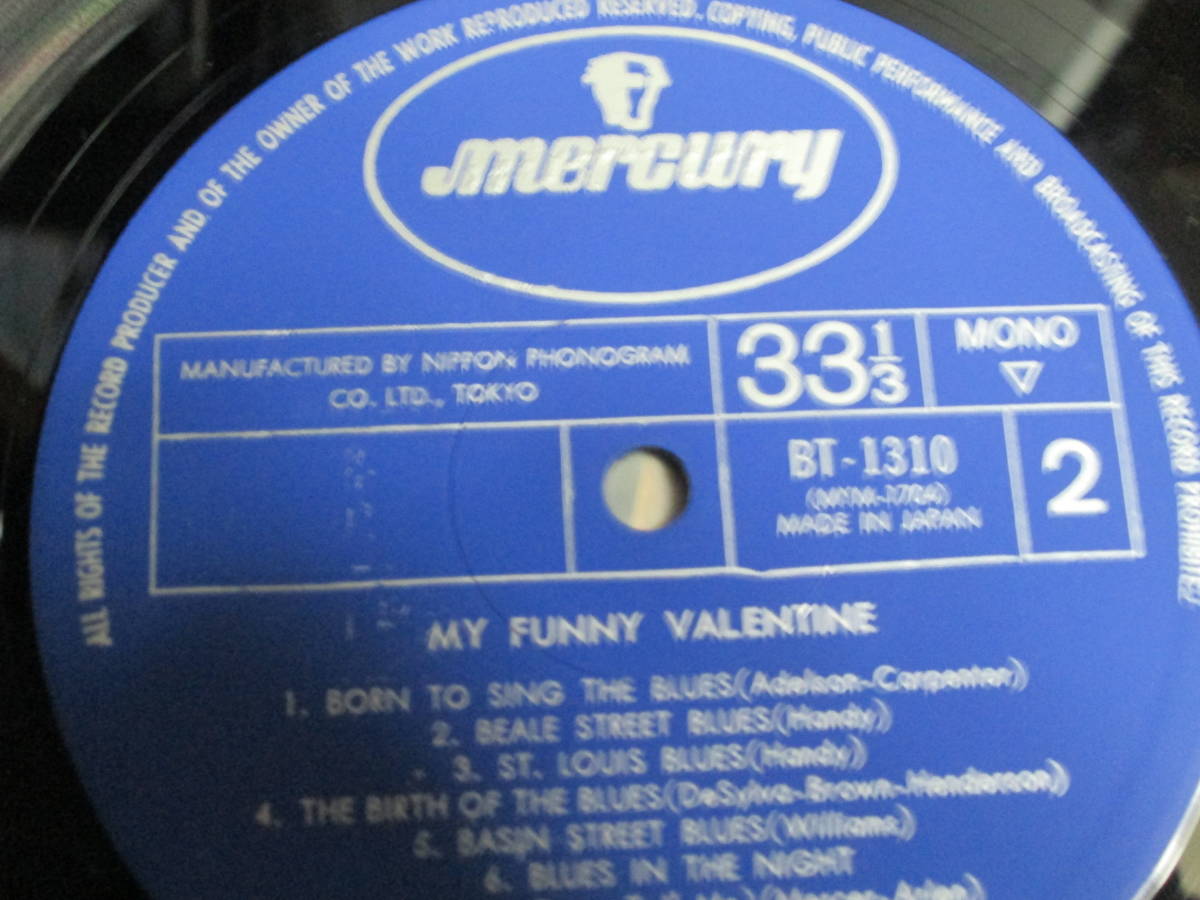 ALL RIGHTS OF THE RECORD PRODUCER AND OF THE OWNER OF THE WORK REPRODUCED RESERVED. COPYING, PUBLIC PERFORMANCE AND BROADCASTING OF THIS RECORD PROHIBITED
mercury
MANUFACTURED BY NIPPON PHONOGRAM
CO. LTD., TOKYO
33 1/3
MONO
BT-1310
MADE IN JAPAN
2
MY FUNNY VALENTINE
1. BORN TO SING THE BLUES(Adelson-Carpenter)
2. BEALE STREET BLUES(Handy)
3. ST. LOUIS BLUES(Handy)
4. THE BIRTH OF THE BLUES(DeSylva-Brown-Henderson)
5. BASIN STREET BLUES(Williams)
6. BLUES IN THE NIGHT